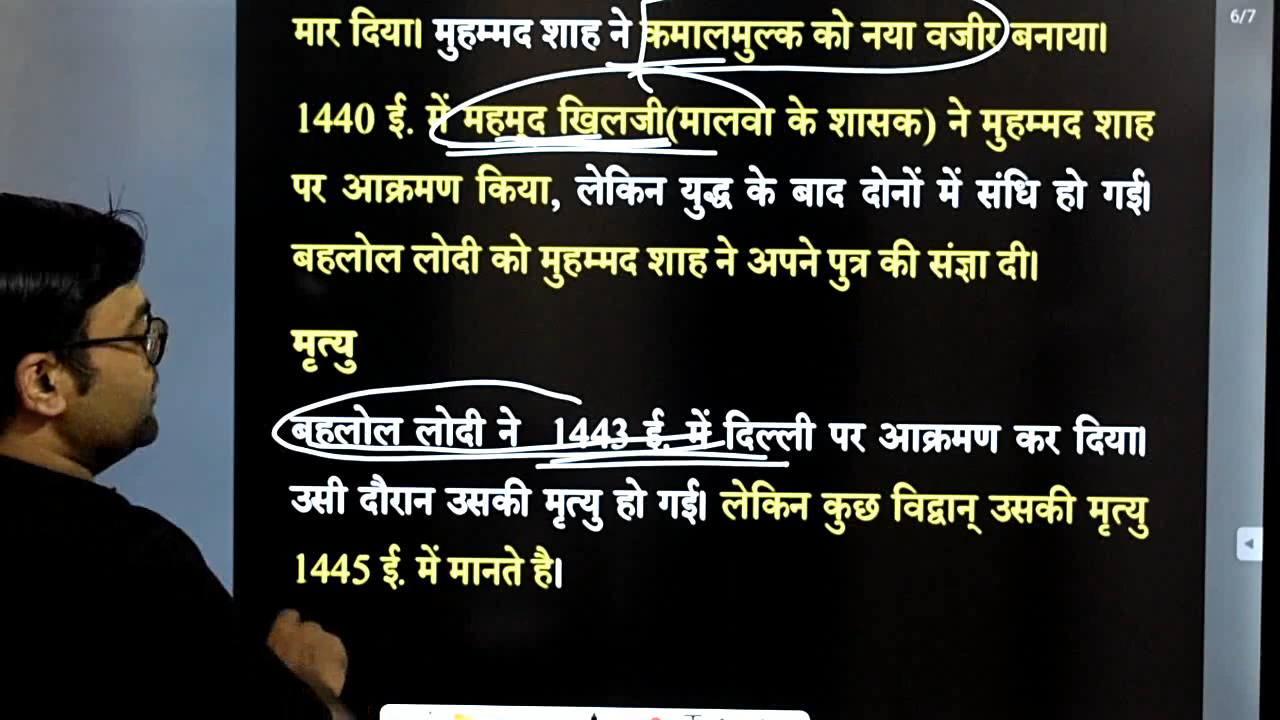 6/7
मार दिया। मुहम्मद शाह ने कमालमुल्क को नया वजीर बनाया।
1440 ई. में महमूद खिलजी(मालवा के शासक) ने मुहम्मद शाह
पर आक्रमण किया, लेकिन युद्ध के बाद दोनों में संधि हो गई।
बहलोल लोदी को मुहम्मद शाह ने अपने पुत्र की संज्ञा दी।
मृत्यु
बहलोल लोदी ने 1443 ई. में दिल्ली पर आक्रमण कर दिया।
उसी दौरान उसकी मृत्यु हो गई। लेकिन कुछ विद्वान् उसकी मृत्यु
1445 ई. में मानते है।